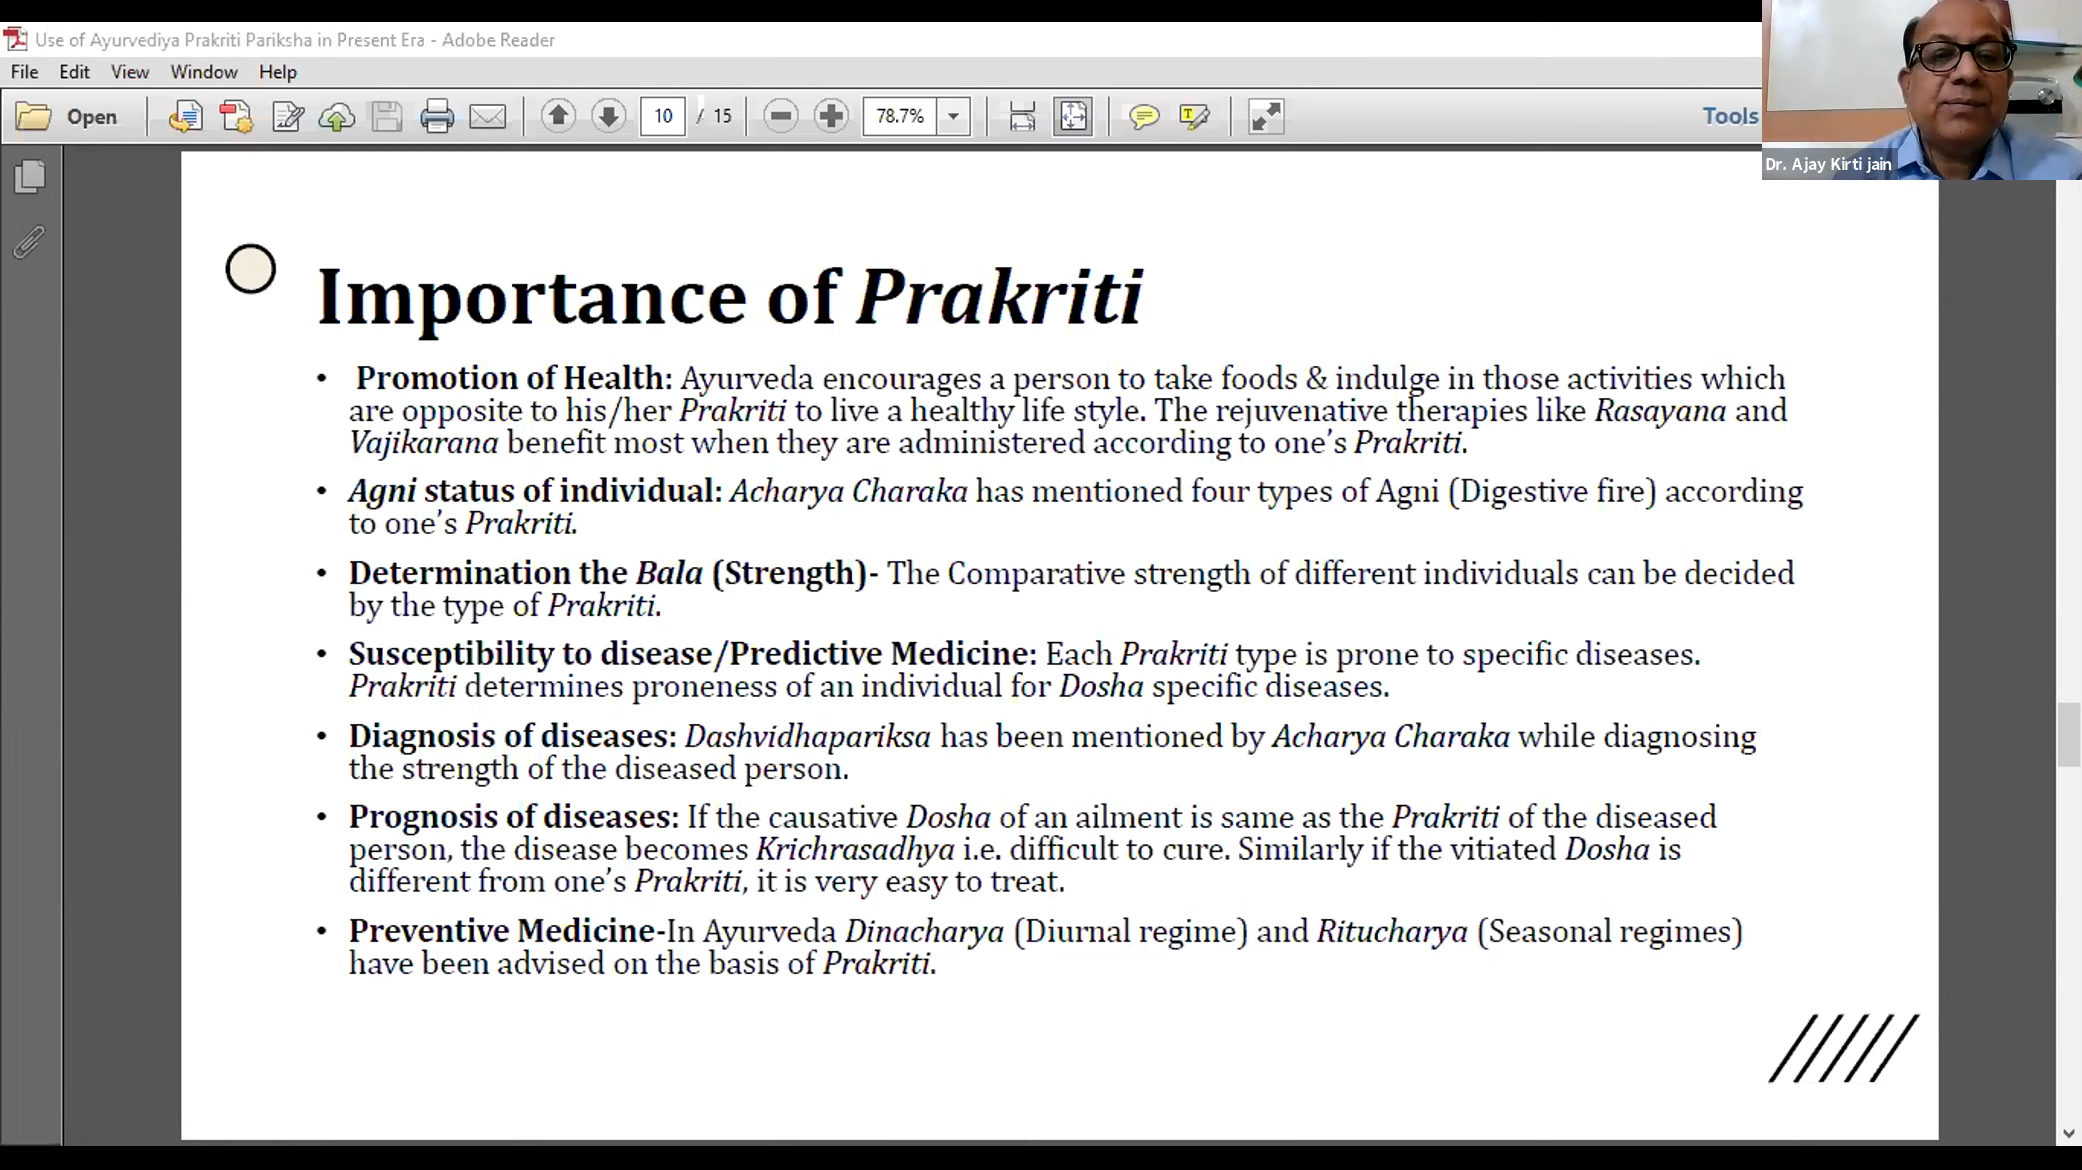 Use of Ayurvediya Prakriti Pariksha in Present Era - Adobe Reader
File Edit View Window Help
Open 10 / 15 78.7% Tools
Dr. Ajay Kirti jain
Importance of Prakriti
• Promotion of Health: Ayurveda encourages a person to take foods & indulge in those activities which
are opposite to his/her Prakriti to live a healthy life style. The rejuvenative therapies like Rasayana and
Vajikarana benefit most when they are administered according to one’s Prakriti.
• Agni status of individual: Acharya Charaka has mentioned four types of Agni (Digestive fire) according
to one’s Prakriti.
• Determination the Bala (Strength)- The Comparative strength of different individuals can be decided
by the type of Prakriti.
• Susceptibility to disease/Predictive Medicine: Each Prakriti type is prone to specific diseases.
Prakriti determines proneness of an individual for Dosha specific diseases.
• Diagnosis of diseases: Dashvidhapariksa has been mentioned by Acharya Charaka while diagnosing
the strength of the diseased person.
• Prognosis of diseases: If the causative Dosha of an ailment is same as the Prakriti of the diseased
person, the disease becomes Krichrasadhya i.e. difficult to cure. Similarly if the vitiated Dosha is
different from one’s Prakriti, it is very easy to treat.
• Preventive Medicine-In Ayurveda Dinacharya (Diurnal regime) and Ritucharya (Seasonal regimes)
have been advised on the basis of Prakriti.